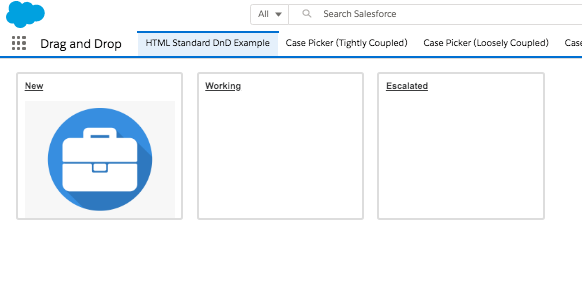 All
Search Salesforce
Drag and Drop
HTML Standard DnD Example
Case Picker (Tightly Coupled)
Case Picker (Loosely Coupled)
Cas
New
Working
Escalated